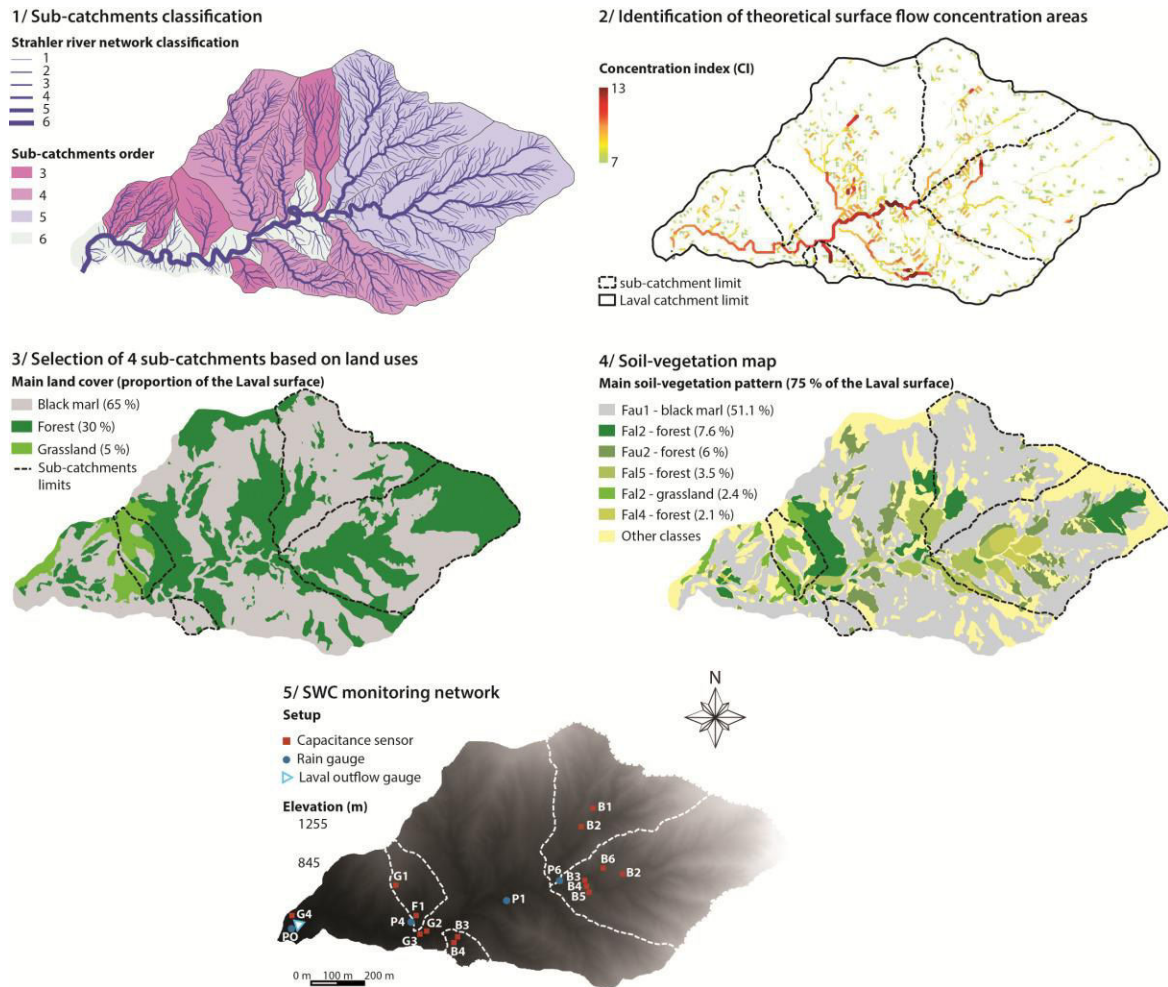 1/ Sub-catchments classification
Strahler river network classification
1
2
3
4
5
6
Sub-catchments order
3
4
5
6
2/ Identification of theoretical surface flow concentration areas
Concentration index (CI)
13
7
sub-catchment limit
Laval catchment limit
3/ Selection of 4 sub-catchments based on land uses
Main land cover (proportion of the Laval surface)
Black marl (65 %)
Forest (30 %)
Grassland (5 %)
Sub-catchments
limits
4/ Soil-vegetation map
Main soil-vegetation pattern (75 % of the Laval surface)
Fau1 - black marl (51.1 %)
Fal2 - forest (7.6 %)
Fau2 - forest (6 %)
Fal5 - forest (3.5 %)
Fal2 - grassland (2.4 %)
Fal4 - forest (2.1 %)
Other classes
5/ SWC monitoring network
Setup
Capacitance sensor
Rain gauge
Laval outflow gauge
Elevation (m)
1255
845
N
B1
B2
B6
P6
B3
B2
B4
B5
G1
P1
G4
F1
P4
G2
B3
PO
G3
B4
0 m 100 m 200 m